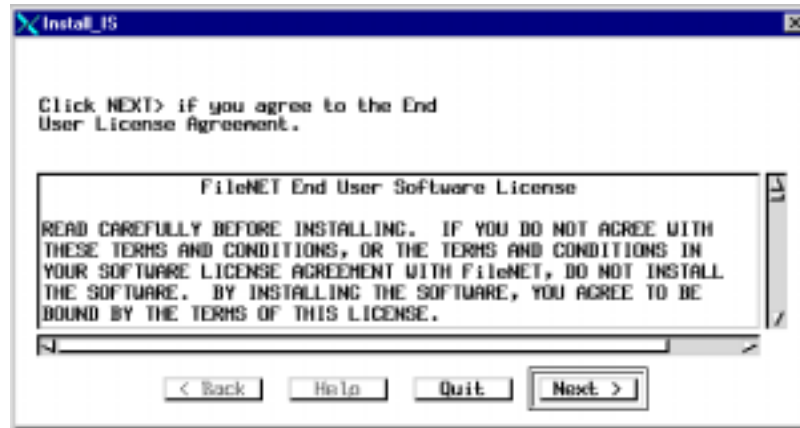 Install_IS
Click NEXT> if you agree to the End
User License Agreement.
FileNET End User Software License
READ CAREFULLY BEFORE INSTALLING.  IF YOU DO NOT AGREE WITH
THESE TERMS AND CONDITIONS, OR THE TERMS AND CONDITIONS IN
YOUR SOFTWARE LICENSE AGREEMENT WITH FileNET, DO NOT INSTALL
THE SOFTWARE.  BY INSTALLING THE SOFTWARE, YOU AGREE TO BE
BOUND BY THE TERMS OF THIS LICENSE.
< Back Help Quit Next >